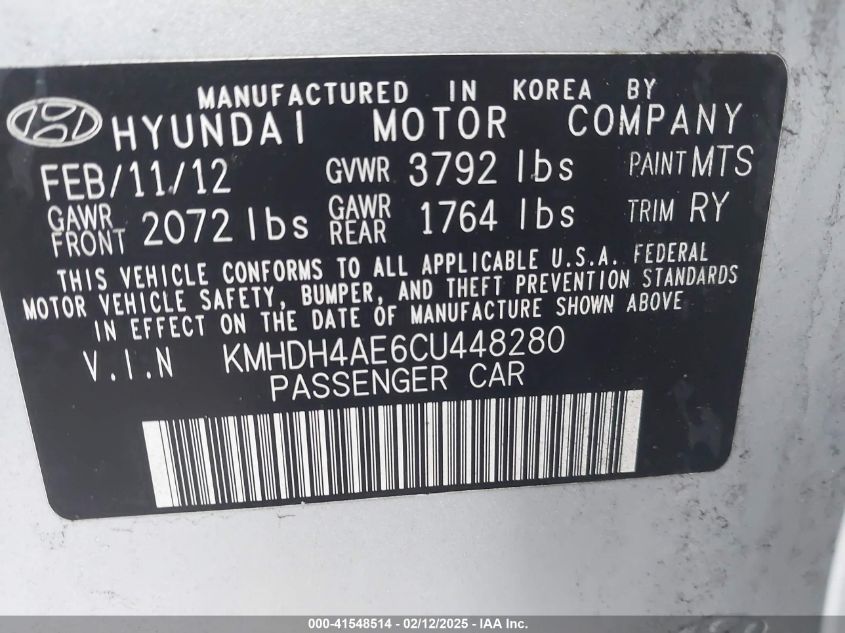 MANUFACTURED IN KOREA BY
HYUNDAI MOTOR COMPANY
FEB/11/12 GVWR 3792 lbs PAINT MTS
GAWR FRONT 2072 lbs GAWR REAR 1764 lbs TRIM RY
THIS VEHICLE CONFORMS TO ALL APPLICABLE U.S.A. FEDERAL
MOTOR VEHICLE SAFETY, BUMPER, AND THEFT PREVENTION STANDARDS
IN EFFECT ON THE DATE OF MANUFACTURE SHOWN ABOVE
V.I.N KMHDH4AE6CU448280
PASSENGER CAR
000-41548514 - 02/12/2025 - IAA Inc.